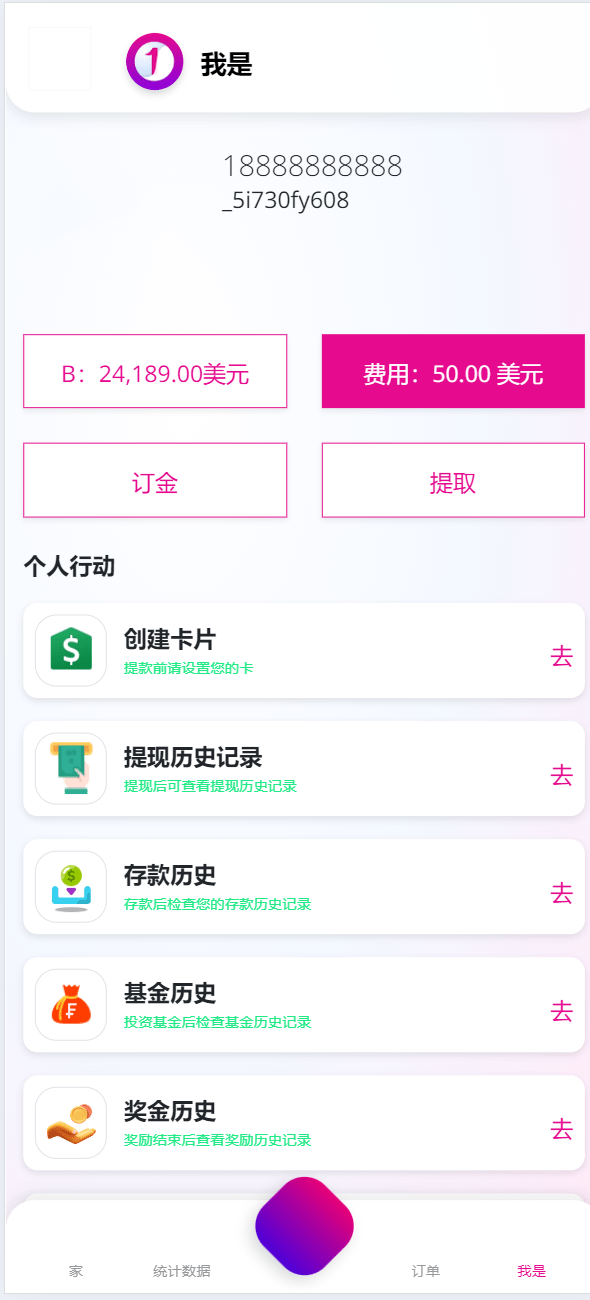 1 我是
18888888888
_5i730fy608
B：24,189.00美元
费用：50.00 美元
订金
提取
个人行动
创建卡片
提款前请设置您的卡
去
提现历史记录
提现后可查看提现历史记录
去
存款历史
存款后检查您的存款历史记录
去
基金历史
投资基金后检查基金历史记录
去
奖金历史
奖励结束后查看奖励历史记录
去
家 统计数据 订单 我是